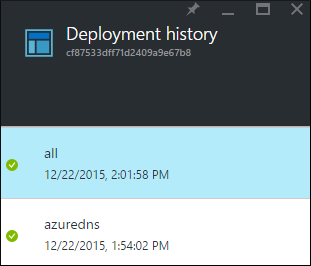 Deployment history
cf87533dff71d2409a9e67b8
all
12/22/2015, 2:01:58 PM
azuredns
12/22/2015, 1:54:02 PM